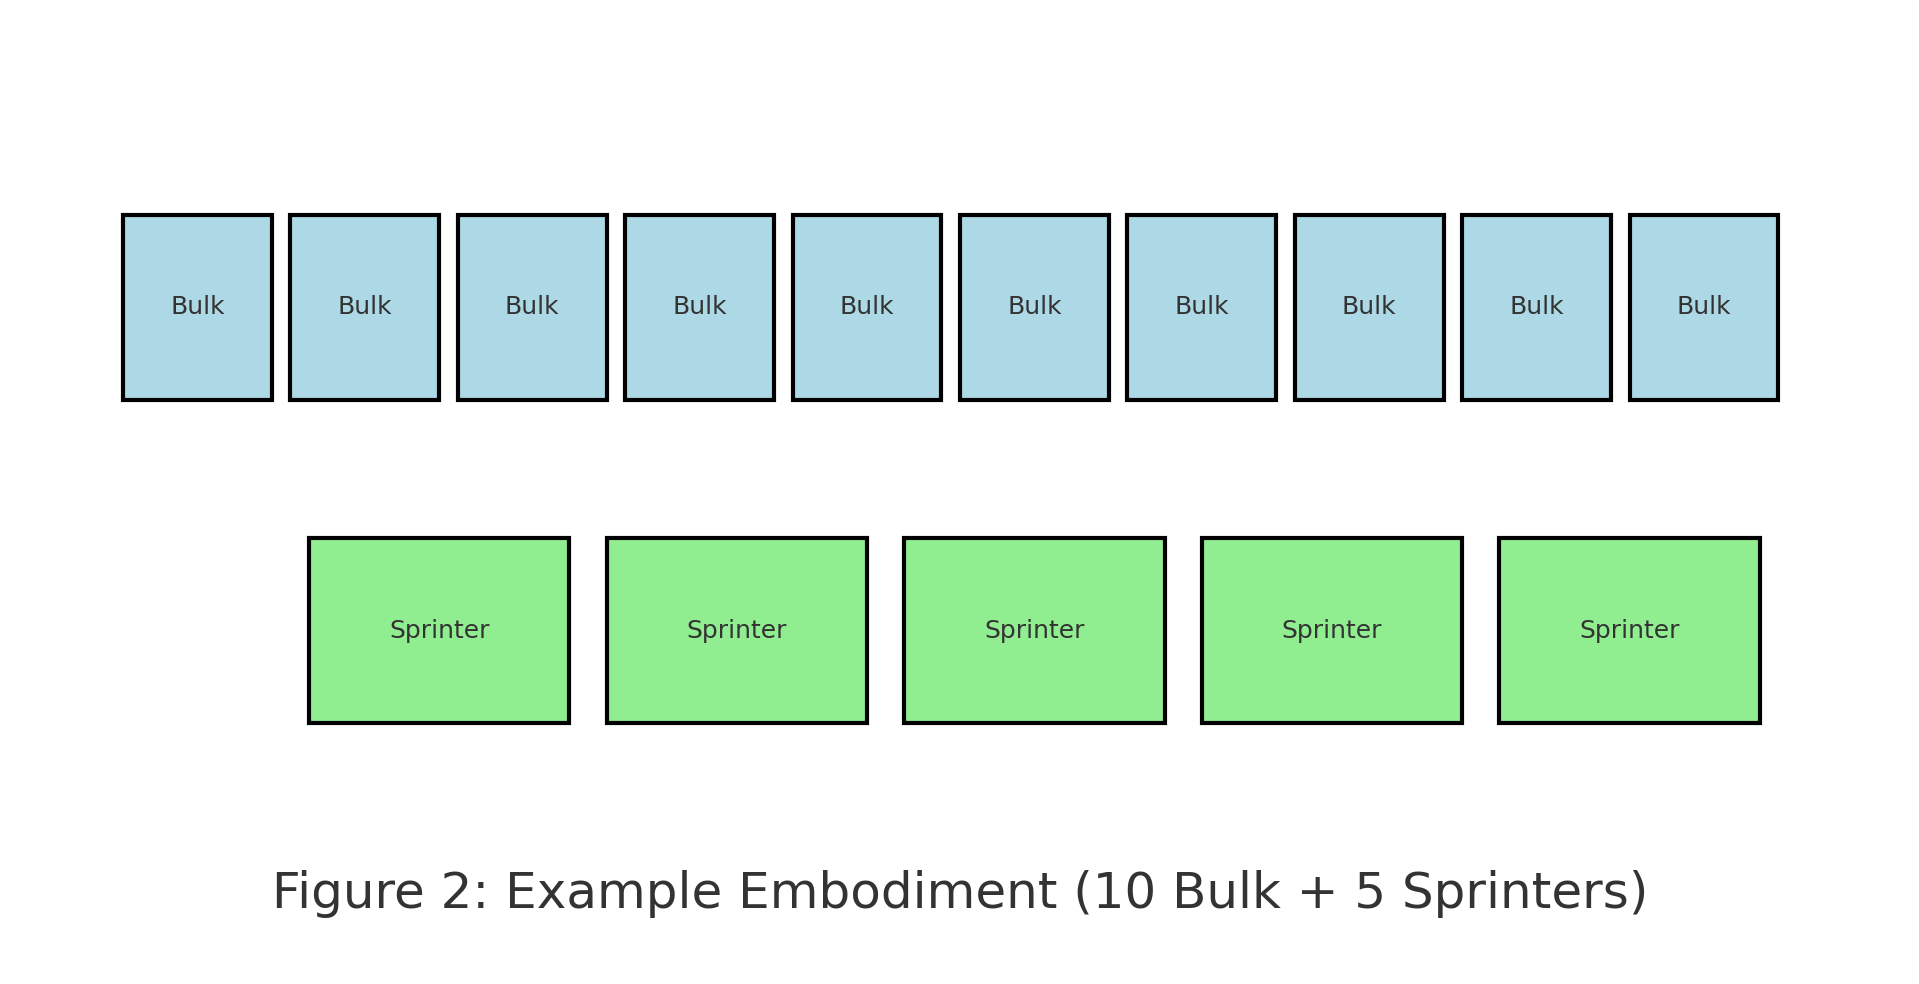 Bulk Bulk Bulk Bulk Bulk Bulk Bulk Bulk Bulk Bulk
Sprinter Sprinter Sprinter Sprinter Sprinter
Figure 2: Example Embodiment (10 Bulk + 5 Sprinters)